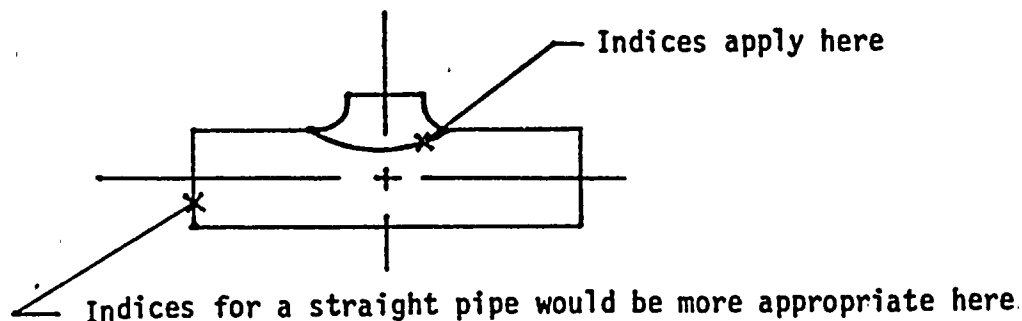 Indices apply here
Indices for a straight pipe would be more appropriate here.